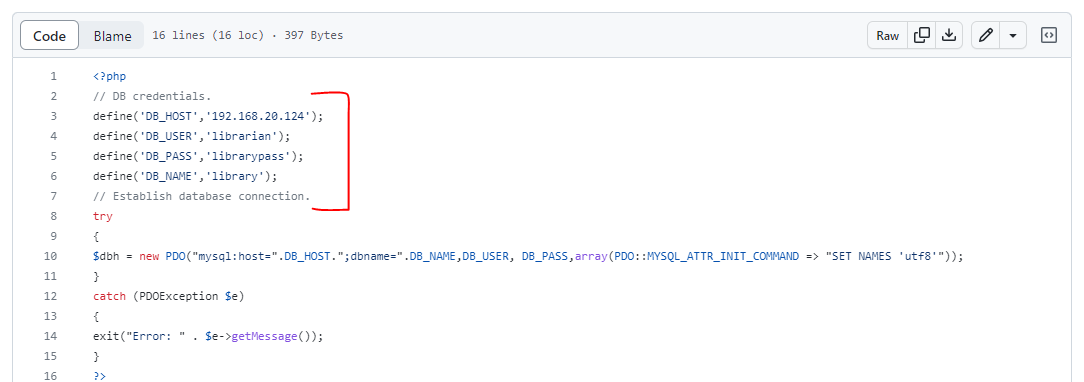 Code Blame 16 lines (16 loc) · 397 Bytes Raw
1 <?php
2 // DB credentials.
3 define('DB_HOST','192.168.20.124');
4 define('DB_USER','librarian');
5 define('DB_PASS','librarypass');
6 define('DB_NAME','library');
7 // Establish database connection.
8 try
9 {
10 $dbh = new PDO("mysql:host=".DB_HOST.";dbname=".DB_NAME,DB_USER, DB_PASS,array(PDO::MYSQL_ATTR_INIT_COMMAND => "SET NAMES 'utf8'"));
11 }
12 catch (PDOException $e)
13 {
14 exit("Error: " . $e->getMessage());
15 }
16 ?>